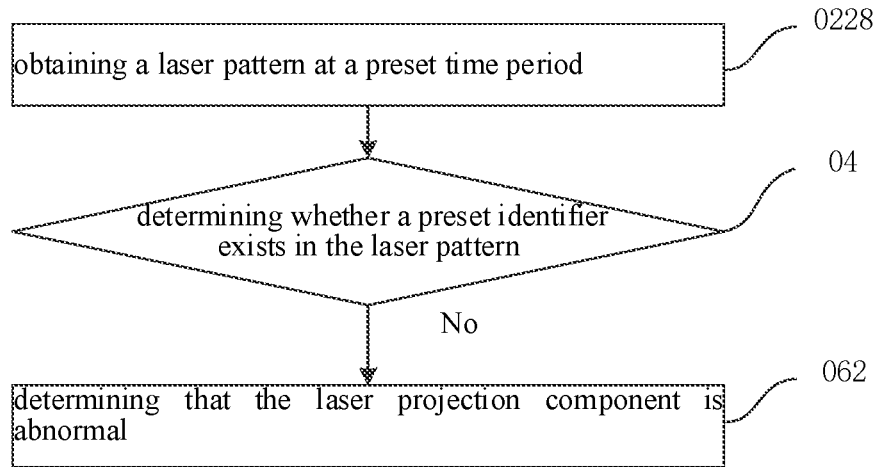 0228
obtaining a laser pattern at a preset time period
04
determining whether a preset identifier
exists in the laser pattern
No
062
determining that the laser projection component is
abnormal